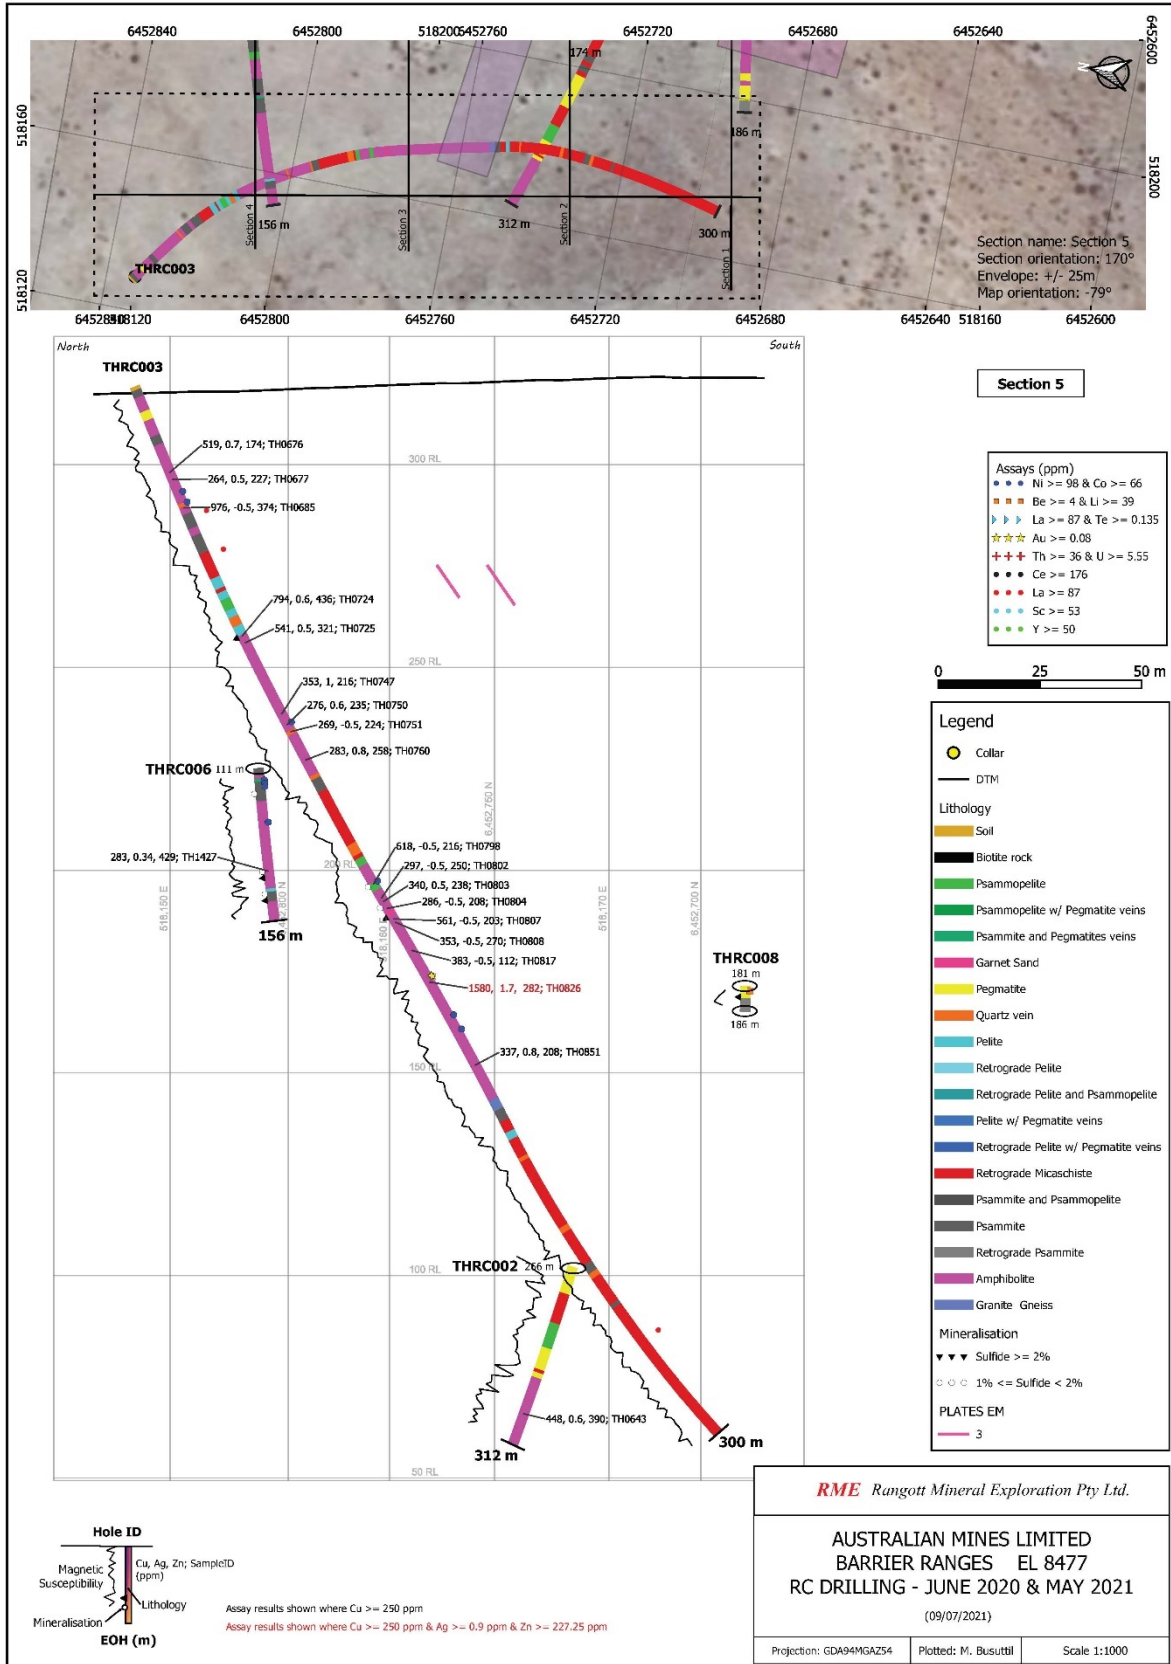 6452840
6452800
518200
6452760
6452720
6452680
6452640
6452600
174 m
N
518160
186 m
518200
Section 4
156 m
Section 3
312 m
Section 2
300 m
Section 1
THRC003
518120
Section name: Section 5
Section orientation: 170°
Envelope: +/- 25m
Map orientation: -79°
518120
6452800
6452760
6452720
6452680
6452640
518160
6452600
North
South
THRC003
Section 5
519, 0.7, 174; TH0676
300 RL
264, 0.5, 227; TH0677
976, -0.5, 374; TH0685
794, 0.6, 436; TH0724
541, 0.5, 321; TH0725
250 RL
353, 1, 216; TH0747
276, 0.6, 235; TH0750
269, -0.5, 224; TH0751
283, 0.8, 258; TH0760
THRC006
111 m
6,452,750 N
618, -0.5, 216; TH0798
283, 0.34, 429; TH1427
200 RL
297, -0.5, 250; TH0802
340, 0.5, 238; TH0803
286, -0.5, 208; TH0804
518,150 E
6,452,800 N
518,160 E
518,170 E
6,452,700 N
561, -0.5, 203; TH0807
156 m
353, -0.5, 270; TH0808
383, -0.5, 112; TH0817
THRC008
181 m
1580, 1.7, 282; TH0826
186 m
337, 0.8, 208; TH0851
150 RL
THRC002
266 m
100 RL
448, 0.6, 390; TH0643
312 m
300 m
50 RL
Assays (ppm)
Ni >= 98 & Co >= 66
Be >= 4 & Li >= 39
La >= 87 & Te >= 0.135
Au >= 0.08
Th >= 36 & U >= 5.55
Ce >= 176
La >= 87
Sc >= 53
Y >= 50
0 25 50 m
Legend
Collar
DTM
Lithology
Soil
Biotite rock
Psammopelite
Psammopelite w/ Pegmatite veins
Psammite and Pegmatites veins
Garnet Sand
Pegmatite
Quartz vein
Pelite
Retrograde Pelite
Retrograde Pelite and Psammopelite
Pelite w/ Pegmatite veins
Retrograde Pelite w/ Pegmatite veins
Retrograde Micaschiste
Psammite and Psammopelite
Psammite
Retrograde Psammite
Amphibolite
Granite Gneiss
Mineralisation
Sulfide >= 2%
1% <= Sulfide < 2%
PLATES EM
3
Hole ID
Magnetic
Susceptibility
Cu, Ag, Zn; SampleID
(ppm)
Lithology
Mineralisation
EOH (m)
Assay results shown where Cu >= 250 ppm
Assay results shown where Cu >= 250 ppm & Ag >= 0.9 ppm & Zn >= 227.25 ppm
RME Rangott Mineral Exploration Pty Ltd.
AUSTRALIAN MINES LIMITED
BARRIER RANGES EL 8477
RC DRILLING - JUNE 2020 & MAY 2021
(09/07/2021)
Projection: GDA94MGAZ54
Plotted: M. Busuttil
Scale 1:1000